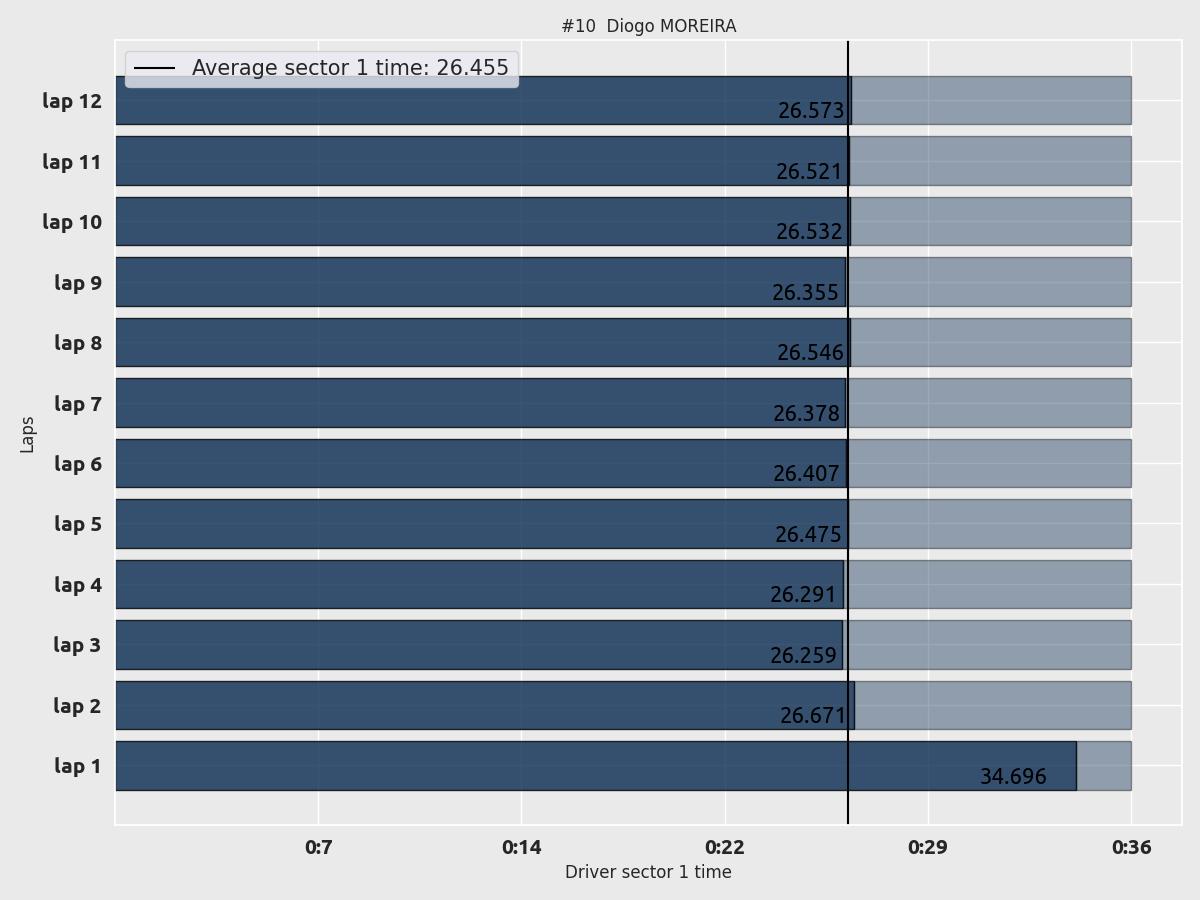 #10  Diogo MOREIRA
Average sector 1 time: 26.455
lap 12
26.573
lap 11
26.521
lap 10
26.532
lap 9
26.355
lap 8
26.546
lap 7
26.378
Laps
lap 6
26.407
lap 5
26.475
lap 4
26.291
lap 3
26.259
lap 2
26.671
lap 1
34.696
0:7 0:14 0:22 0:29 0:36
Driver sector 1 time